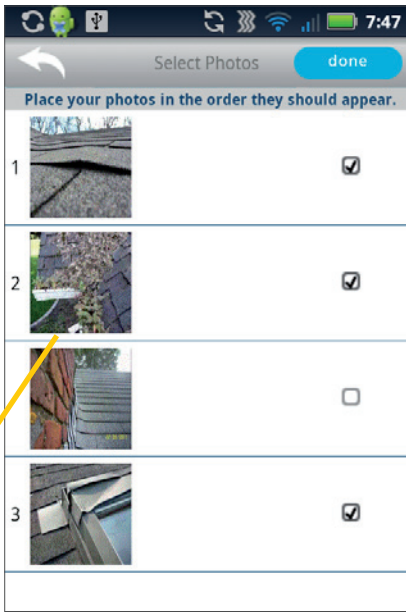 7:47
Select Photos
done
Place your photos in the order they should appear.
1
2
3